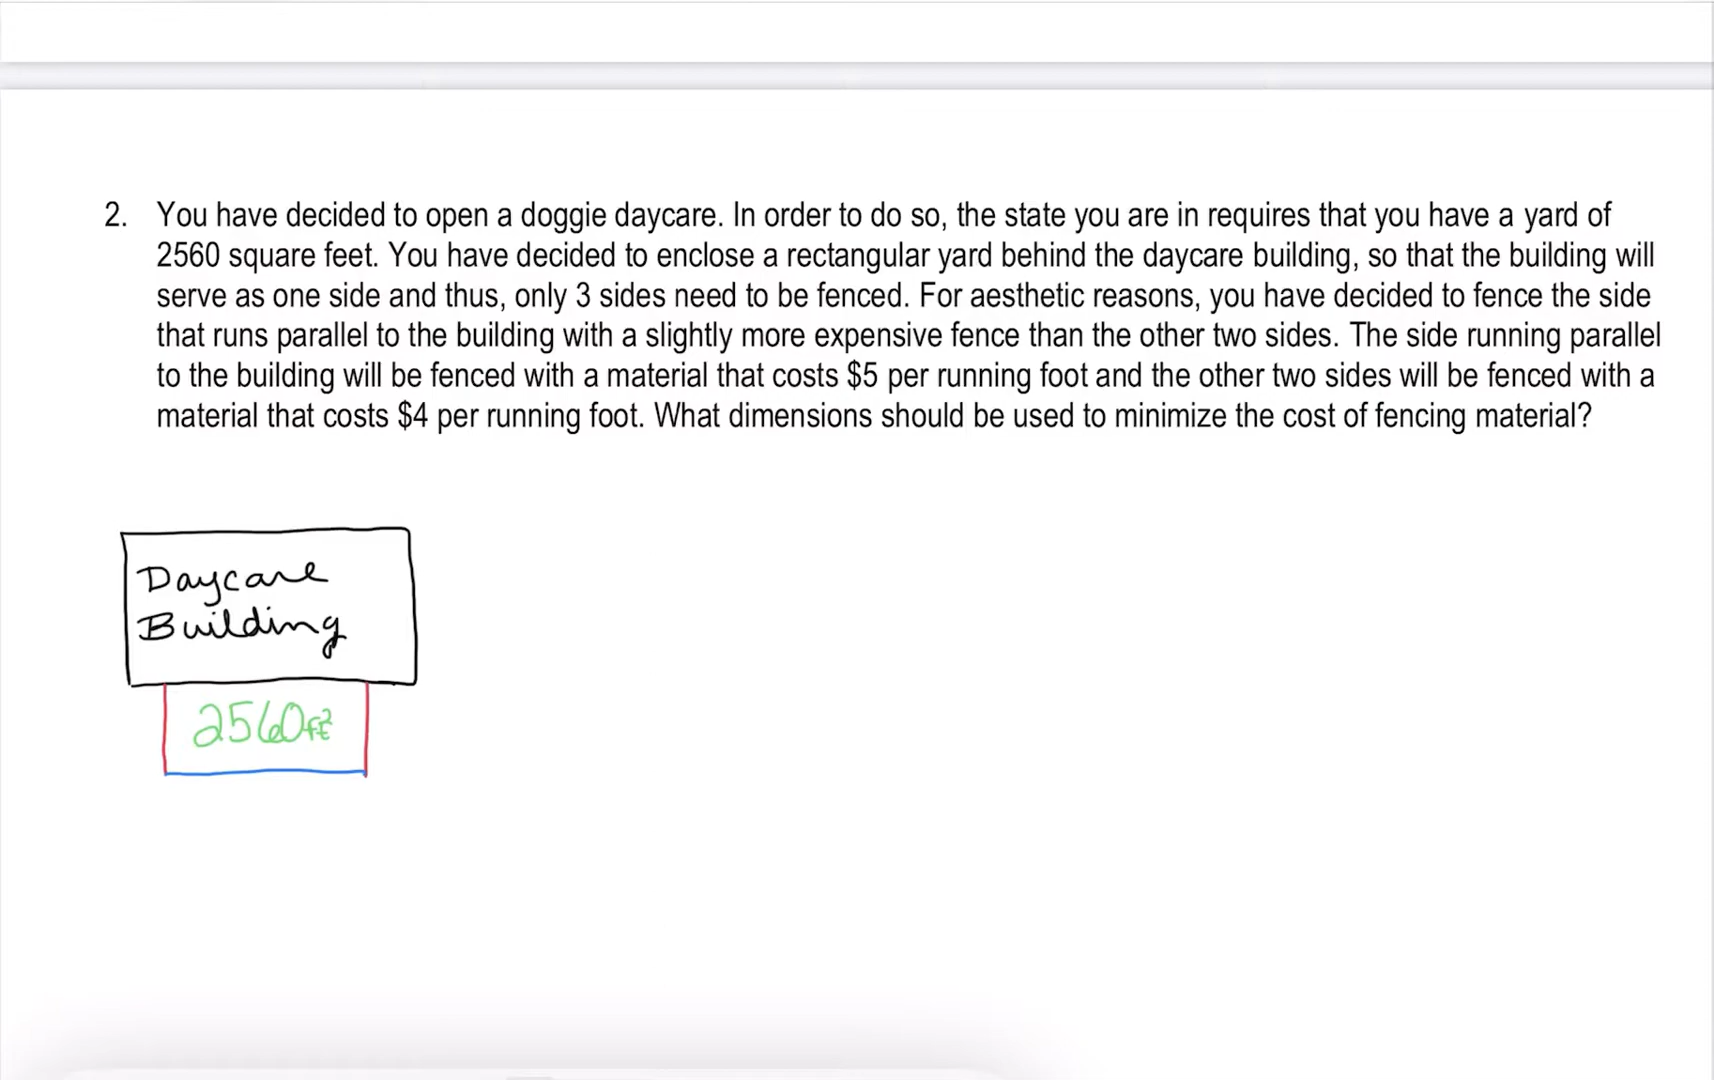 2. You have decided to open a doggie daycare. In order to do so, the state you are in requires that you have a yard of
2560 square feet. You have decided to enclose a rectangular yard behind the daycare building, so that the building will
serve as one side and thus, only 3 sides need to be fenced. For aesthetic reasons, you have decided to fence the side
that runs parallel to the building with a slightly more expensive fence than the other two sides. The side running parallel
to the building will be fenced with a material that costs $5 per running foot and the other two sides will be fenced with a
material that costs $4 per running foot. What dimensions should be used to minimize the cost of fencing material?
Daycare
Building
2560 ft²